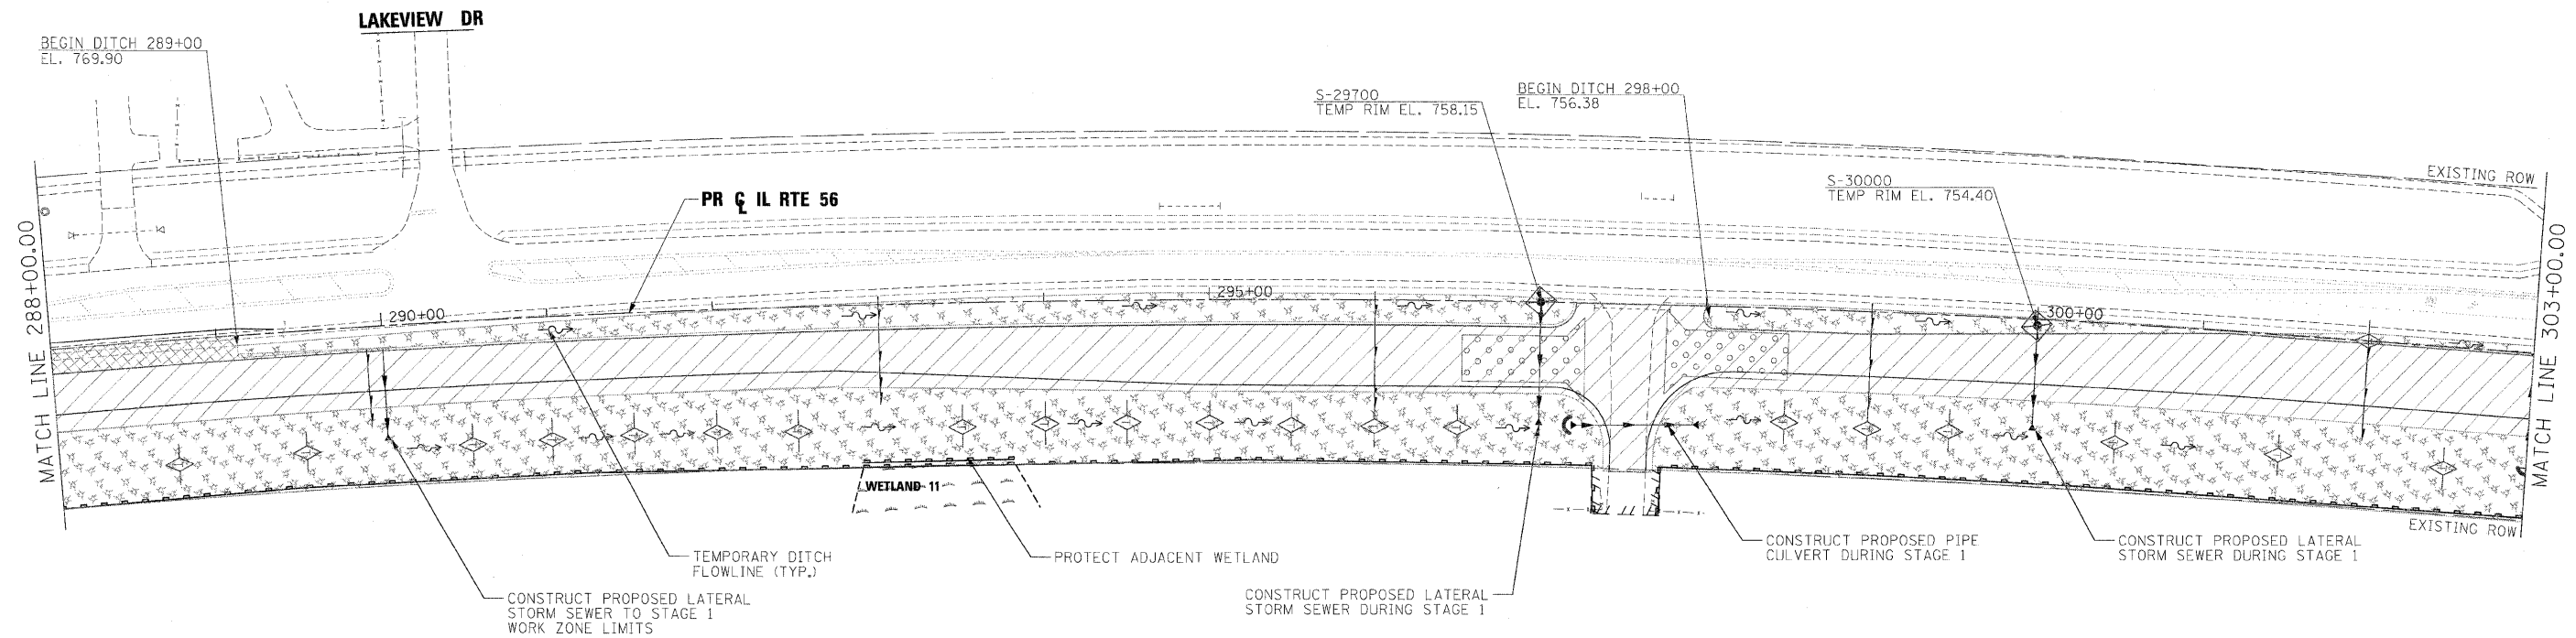 LAKEVIEW DR
BEGIN DITCH 289+00
EL. 769.90
S-29700
TEMP RIM EL. 758.15
BEGIN DITCH 298+00
EL. 756.38
S-30000
TEMP RIM EL. 754.40
EXISTING ROW
PR ℄ IL RTE 56
MATCH LINE 288+00.00
290+00
295+00
300+00
MATCH LINE 303+00.00
WETLAND 11
EXISTING ROW
TEMPORARY DITCH
FLOWLINE (TYP.)
PROTECT ADJACENT WETLAND
CONSTRUCT PROPOSED PIPE
CULVERT DURING STAGE 1
CONSTRUCT PROPOSED LATERAL
STORM SEWER DURING STAGE 1
CONSTRUCT PROPOSED LATERAL
STORM SEWER TO STAGE 1
WORK ZONE LIMITS
CONSTRUCT PROPOSED LATERAL
STORM SEWER DURING STAGE 1